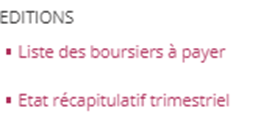 EDITIONS
▪ Liste des boursiers à payer
▪ Etat récapitulatif trimestriel